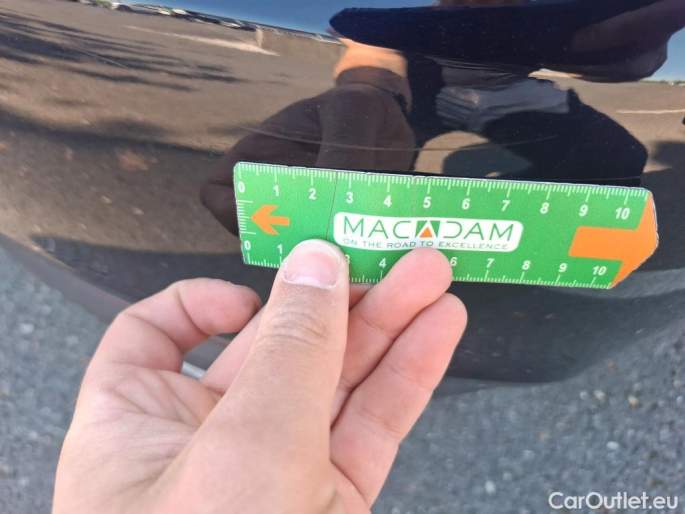 0 1 2 3 4 5 6 7 8 9 10
MACADAM
ON THE ROAD TO EXCELLENCE
0 1 3 4 6 7 8 9 10
CarOutlet.eu